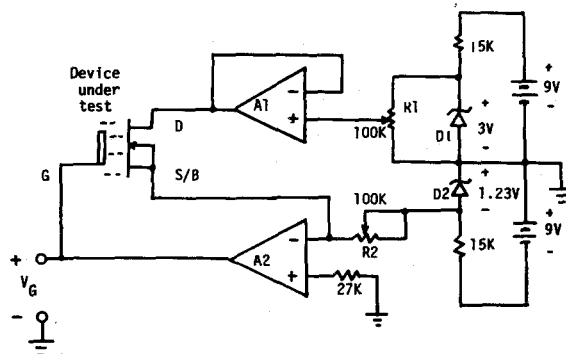 Device
under
test
D
G
S/B
A1
-
+
R1
100K
15K
+
9V
-
+
3V
-
D1
D2
+
1.23V
-
100K
R2
A2
-
+
27K
15K
+
9V
-
+
VG
-